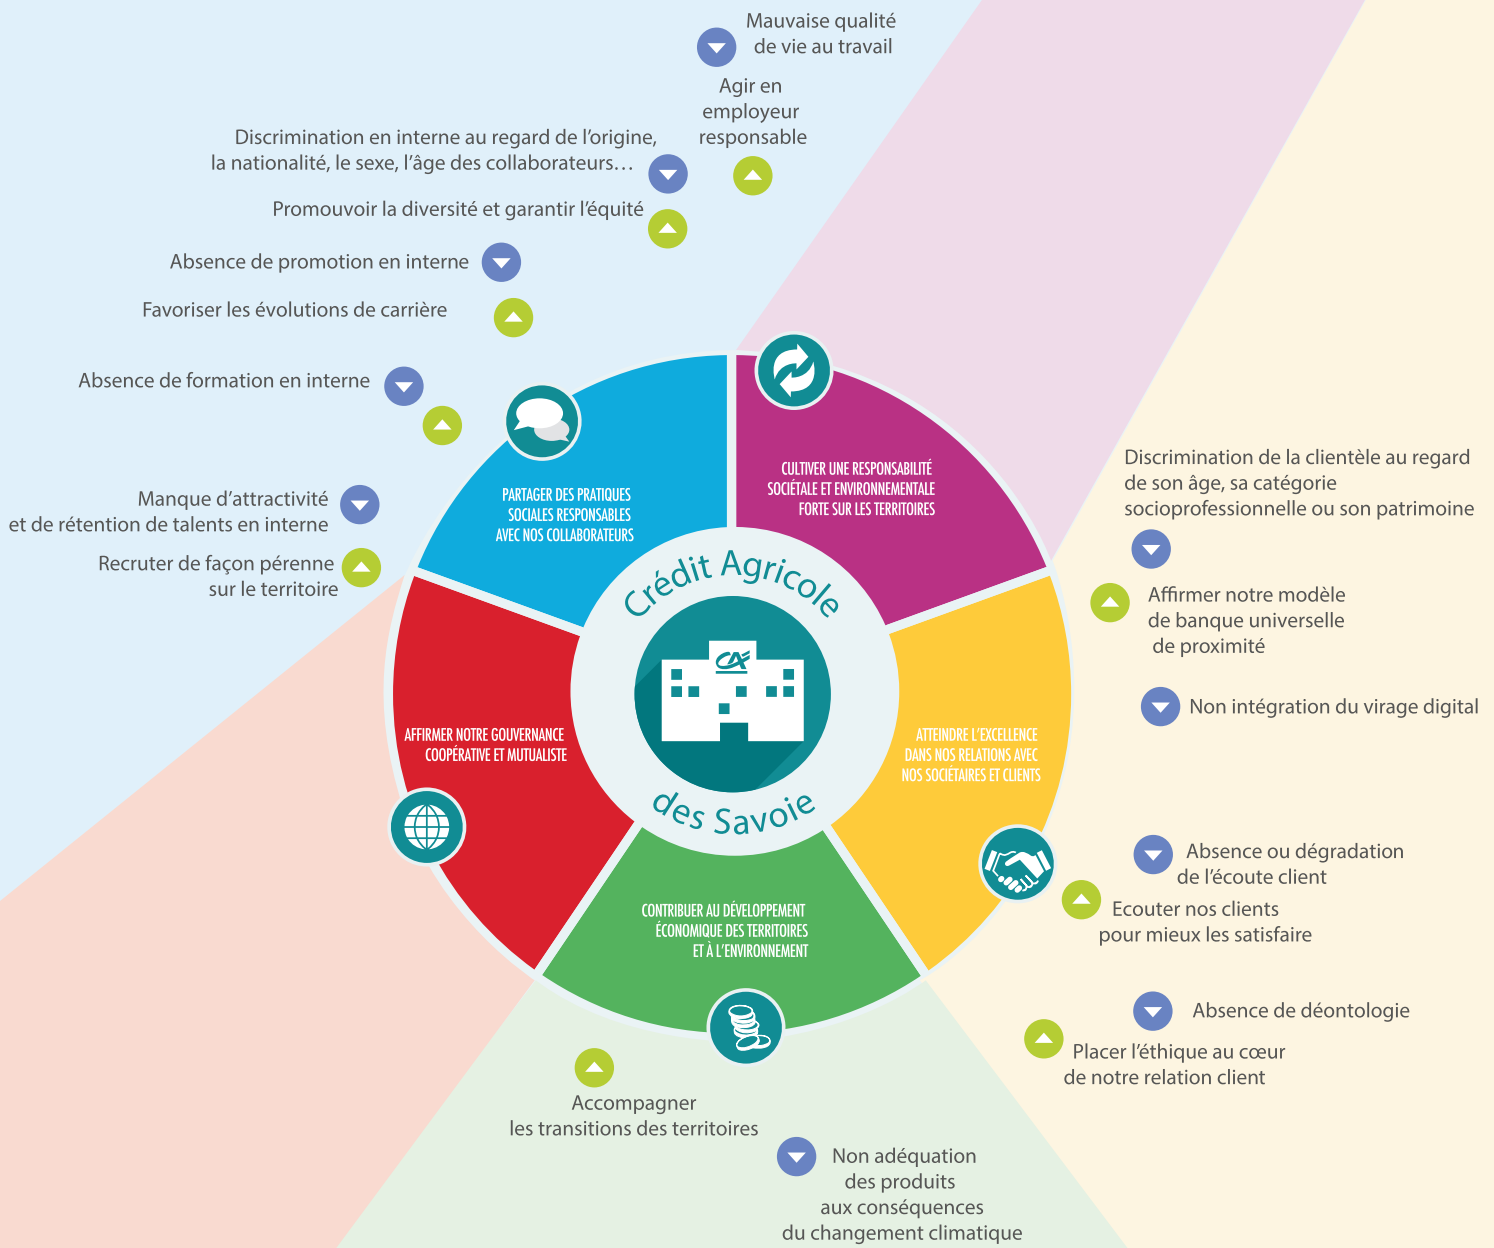 Mauvaise qualité
de vie au travail
Agir en
employeur
responsable
Discrimination en interne au regard de l’origine,
la nationalité, le sexe, l’âge des collaborateurs…
Promouvoir la diversité et garantir l’équité
Absence de promotion en interne
Favoriser les évolutions de carrière
Absence de formation en interne
Manque d’attractivité
et de rétention de talents en interne
Recruter de façon pérenne
sur le territoire
PARTAGER DES PRATIQUES
SOCIALES RESPONSABLES
AVEC NOS COLLABORATEURS
CULTIVER UNE RESPONSABILITÉ
SOCIÉTALE ET ENVIRONNEMENTALE
FORTE SUR LES TERRITOIRES
Crédit Agricole
CA
des Savoie
AFFIRMER NOTRE GOUVERNANCE
COOPÉRATIVE ET MUTUALISTE
ATTEINDRE L’EXCELLENCE
DANS NOS RELATIONS AVEC
NOS SOCIÉTAIRES ET CLIENTS
CONTRIBUER AU DÉVELOPPEMENT
ÉCONOMIQUE DES TERRITOIRES
ET À L’ENVIRONNEMENT
Discrimination de la clientèle au regard
de son âge, sa catégorie
socioprofessionnelle ou son patrimoine
Affirmer notre modèle
de banque universelle
de proximité
Non intégration du virage digital
Absence ou dégradation
de l’écoute client
Ecouter nos clients
pour mieux les satisfaire
Absence de déontologie
Placer l’éthique au cœur
de notre relation client
Accompagner
les transitions des territoires
Non adéquation
des produits
aux conséquences
du changement climatique